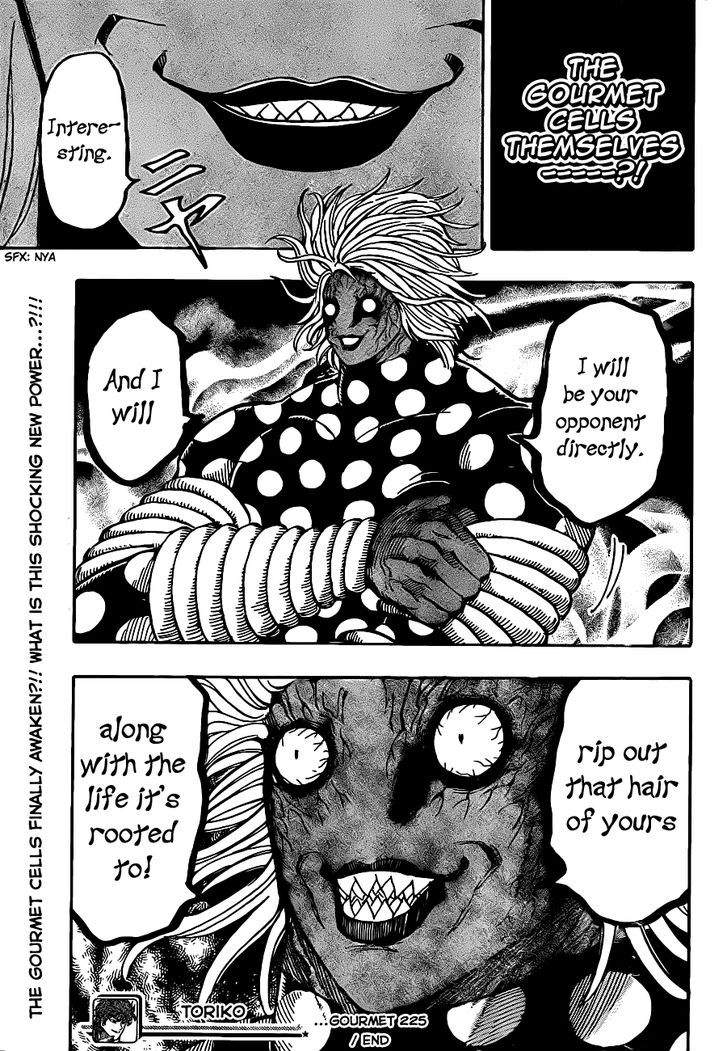 THE
GOURMET
CELLS
THEMSELVES
-----?!
Intere-
sting.
ニヤ
SFX: NYA
I will
be your
opponent
directly.
And I
will
rip out
that hair
of yours
along
with the
life it's
rooted
to!
THE GOURMET CELLS FINALLY AWAKEN?!! WHAT IS THIS SHOCKING NEW POWER...?!!!
TORIKO
...GOURMET 225
/ END